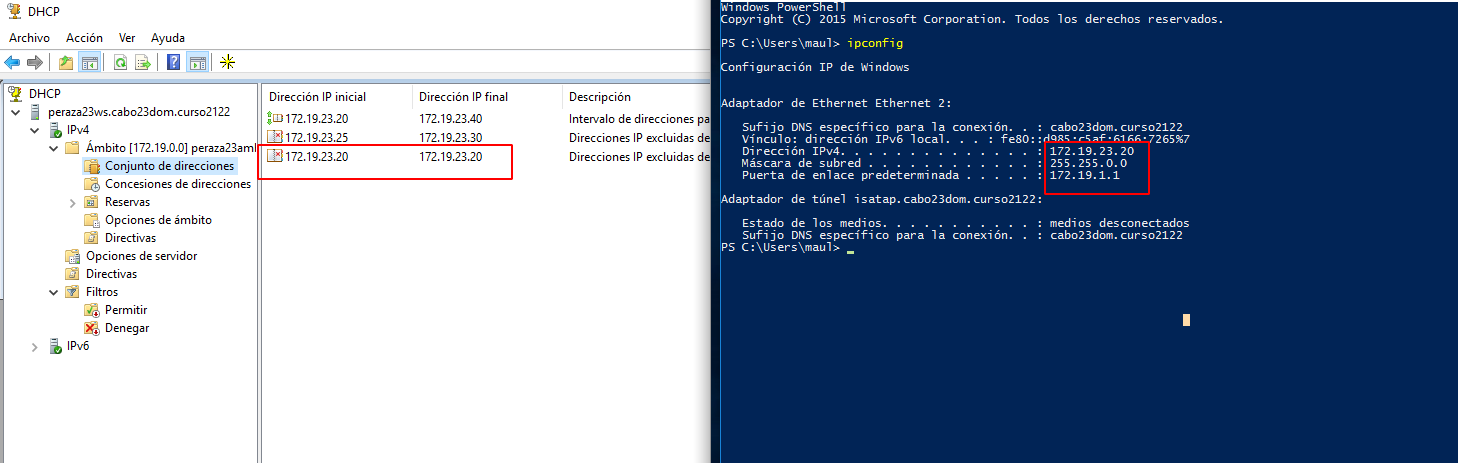 DHCP
Archivo Acción Ver Ayuda
DHCP
peraza23ws.cabo23dom.curso2122
IPv4
Ámbito [172.19.0.0] peraza23aml
Conjunto de direcciones
Concesiones de direcciones
Reservas
Opciones de ámbito
Directivas
Opciones de servidor
Directivas
Filtros
Permitir
Denegar
IPv6
Dirección IP inicial Dirección IP final Descripción
172.19.23.20 172.19.23.40 Intervalo de direcciones pa
172.19.23.25 172.19.23.30 Direcciones IP excluidas de
172.19.23.20 172.19.23.20 Direcciones IP excluidas de
Windows PowerShell
Copyright (C) 2015 Microsoft Corporation. Todos los derechos reservados.
PS C:\Users\maul> ipconfig
Configuración IP de Windows
Adaptador de Ethernet Ethernet 2:
Sufijo DNS específico para la conexión. . : cabo23dom.curso2122
Vínculo: dirección IPv6 local. . . : fe80::d985:c5af:6166:7265%7
Dirección IPv4. . . . . . . . . . . . . . : 172.19.23.20
Máscara de subred . . . . . . . . . . . . : 255.255.0.0
Puerta de enlace predeterminada . . . . . : 172.19.1.1
Adaptador de túnel isatap.cabo23dom.curso2122:
Estado de los medios. . . . . . . . . . . : medios desconectados
Sufijo DNS específico para la conexión. . : cabo23dom.curso2122
PS C:\Users\maul>